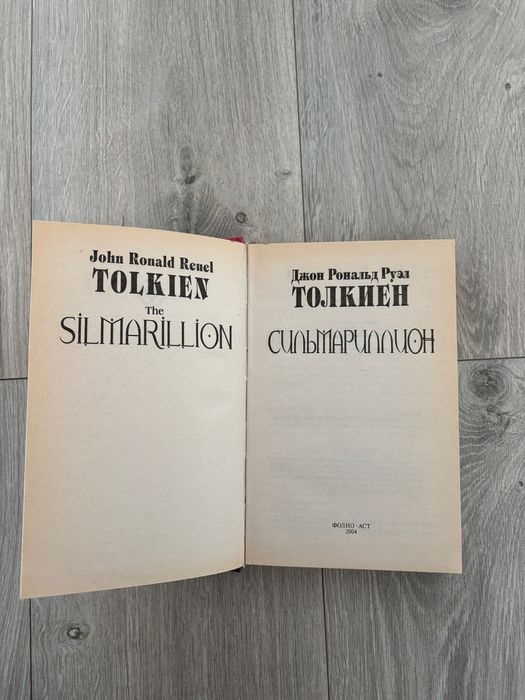 John Ronald Reuel
TOLKIEN
The
SILMARILLION
Джон Рональд Руэл
ТОЛКИЕН
СИЛЬМАРИЛЛИОН
ФОЛИО · АСТ
2004